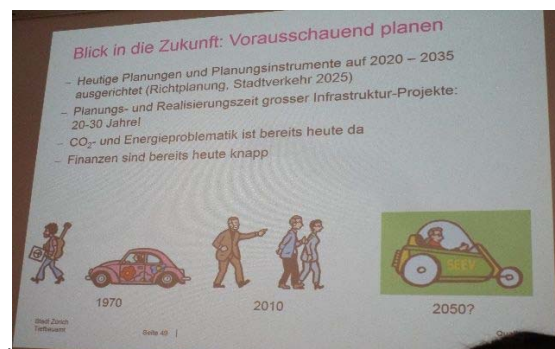 Blick in die Zukunft: Vorausschauend planen
– Heutige Planungen und Planungsinstrumente auf 2020 – 2035
ausgerichtet (Richtplanung, Stadtverkehr 2025)
– Planungs- und Realisierungszeit grosser Infrastruktur-Projekte:
20-30 Jahre!
– CO₂- und Energieproblematik ist bereits heute da
– Finanzen sind bereits heute knapp
SEEV
1970
2010
2050?
Stadt Zürich
Tiefbauamt
Seite 49 |